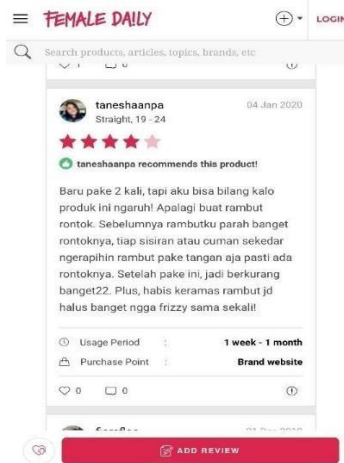 FEMALE DAILY
LOGIN
Search products, articles, topics, brands, etc
taneshaanpa
04 Jan 2020
Straight, 19 - 24
taneshaanpa recommends this product!
Baru pake 2 kali, tapi aku bisa bilang kalo
produk ini ngaruh! Apalagi buat rambut
rontok. Sebelumnya rambutku parah banget
rontoknya, tiap sisiran atau cuman sekedar
ngerapihin rambut pake tangan aja pasti ada
rontoknya. Setelah pake ini, jadi berkurang
banget22. Plus, habis keramas rambut jd
halus banget ngga frizzy sama sekali!
Usage Period : 1 week - 1 month
Purchase Point : Brand website
0 0
ADD REVIEW